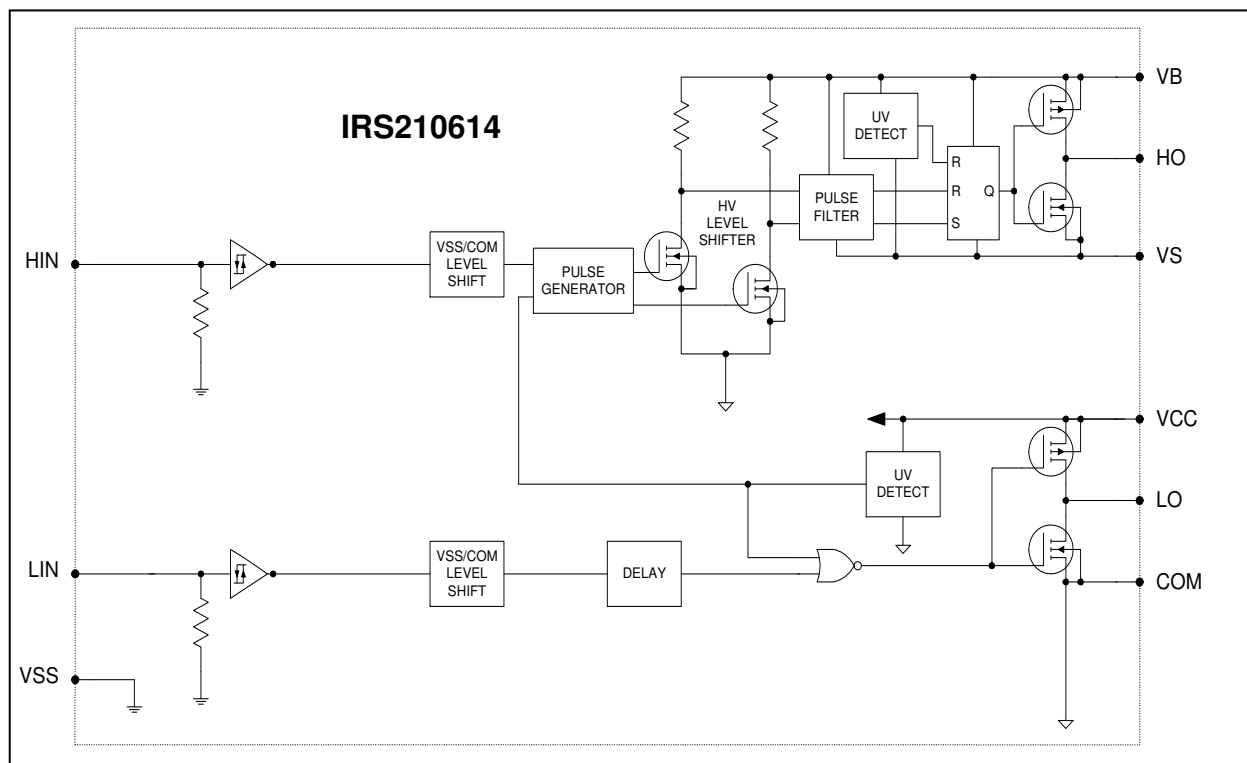 IRS210614
VB
UV
DETECT
HO
R
R
S
Q
PULSE
FILTER
HV
LEVEL
SHIFTER
VS
HIN
VSS/COM
LEVEL
SHIFT
PULSE
GENERATOR
VCC
UV
DETECT
LO
LIN
VSS/COM
LEVEL
SHIFT
DELAY
COM
VSS